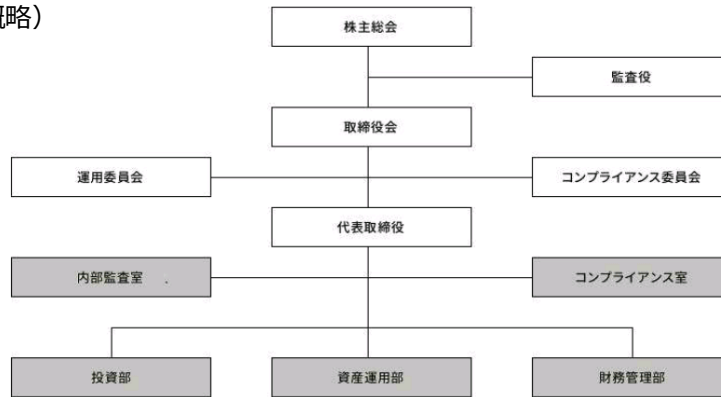 略）
株主総会
監査役
取締役会
運用委員会
コンプライアンス委員会
代表取締役
内部監査室
コンプライアンス室
投資部
資産運用部
財務管理部